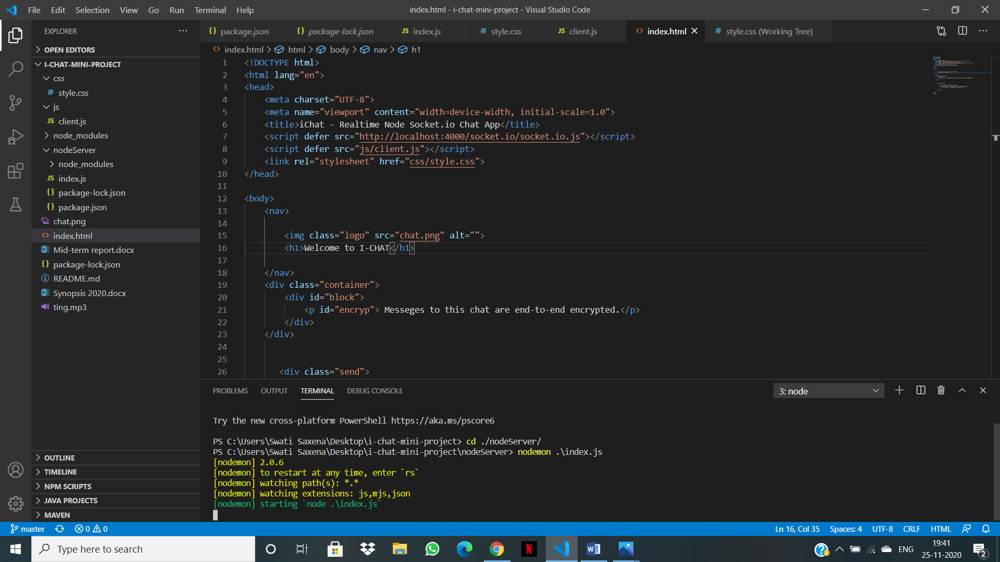 File Edit Selection View Go Run Terminal Help
index.html - i-chat-mini-project - Visual Studio Code
EXPLORER
package.json
package-lock.json
index.js
style.css
client.js
index.html
style.css (Working Tree)
OPEN EDITORS
I-CHAT-MINI-PROJECT
css
style.css
js
client.js
node_modules
nodeServer
node_modules
index.js
package-lock.json
package.json
chat.png
index.html
Mid-term report.docx
package-lock.json
README.md
Synopsis 2020.docx
ting.mp3
OUTLINE
TIMELINE
NPM SCRIPTS
JAVA PROJECTS
MAVEN
index.html > html > body > nav > h1
1 <!DOCTYPE html>
2 <html lang="en">
3 <head>
4 <meta charset="UTF-8">
5 <meta name="viewport" content="width=device-width, initial-scale=1.0">
6 <title>iChat - Realtime Node Socket.io Chat App</title>
7 <script defer src="http://localhost:4000/socket.io/socket.io.js"></script>
8 <script defer src="js/client.js"></script>
9 <link rel="stylesheet" href="css/style.css">
10 </head>
11
12 <body>
13 <nav>
14
15 <img class="logo" src="chat.png" alt="">
16 <h1>Welcome to I-CHAT</h1>
17
18 </nav>
19 <div class="container">
20 <div id="block">
21 <p id="encryp"> Messeges to this chat are end-to-end encrypted.</p>
22 </div>
23 </div>
24
25
26 <div class="send">
PROBLEMS OUTPUT TERMINAL DEBUG CONSOLE
3: node
Try the new cross-platform PowerShell https://aka.ms/pscore6
PS C:\Users\Swati Saxena\Desktop\i-chat-mini-project> cd ./nodeServer/
PS C:\Users\Swati Saxena\Desktop\i-chat-mini-project\nodeServer> nodemon .\index.js
[nodemon] 2.0.6
[nodemon] to restart at any time, enter `rs`
[nodemon] watching path(s): *.*
[nodemon] watching extensions: js,mjs,json
[nodemon] starting `node .\index.js`
master 0 0
Ln 16, Col 35 Spaces: 4 UTF-8 CRLF HTML
Type here to search
ENG
19:41
25-11-2020
2